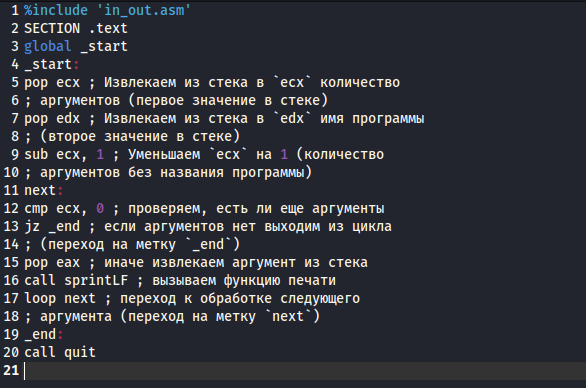 1 %include 'in_out.asm'
2 SECTION .text
3 global _start
4 _start:
5 pop ecx ; Извлекаем из стека в `ecx` количество
6 ; аргументов (первое значение в стеке)
7 pop edx ; Извлекаем из стека в `edx` имя программы
8 ; (второе значение в стеке)
9 sub ecx, 1 ; Уменьшаем `ecx` на 1 (количество
10 ; аргументов без названия программы)
11 next:
12 cmp ecx, 0 ; проверяем, есть ли еще аргументы
13 jz _end ; если аргументов нет выходим из цикла
14 ; (переход на метку `_end`)
15 pop eax ; иначе извлекаем аргумент из стека
16 call sprintLF ; вызываем функцию печати
17 loop next ; переход к обработке следующего
18 ; аргумента (переход на метку `next`)
19 _end:
20 call quit
21